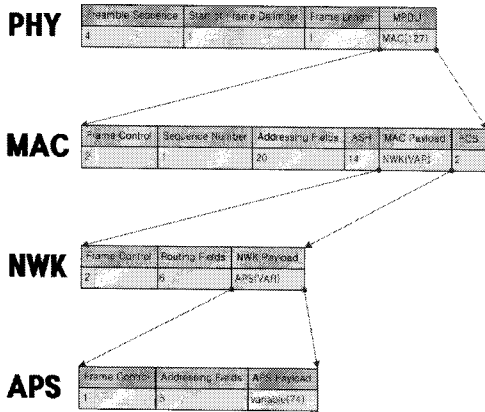 PHY
Preamble Sequence Start of Frame Delimiter Frame Length MPDU
4 1 1 MAC(127)
MAC
Frame Control Sequence Number Addressing Fields ASH MAC Payload FCS
2 1 20 14 NWK(VAR) 2
NWK
Frame Control Routing Fields NWK Payload
2 6 APS(VAR)
APS
Frame Control Addressing Fields APS Payload
1 variable(74)